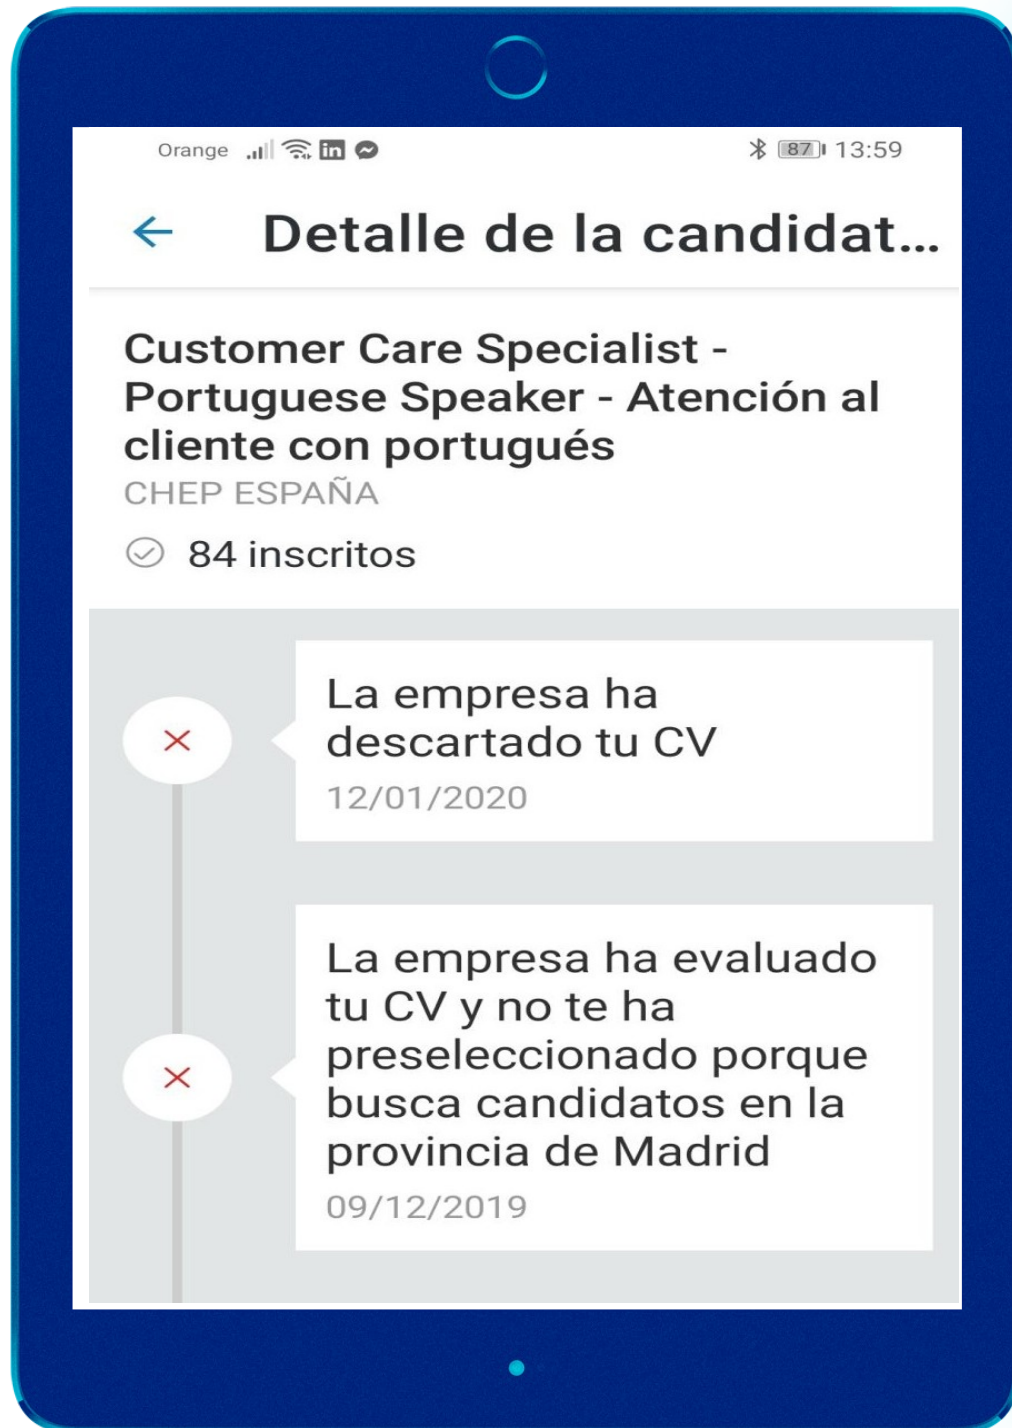 Orange 87 13:59
Detalle de la candidat...
Customer Care Specialist -
Portuguese Speaker - Atención al
cliente con portugués
CHEP ESPAÑA
84 inscritos
La empresa ha
descartado tu CV
12/01/2020
La empresa ha evaluado
tu CV y no te ha
preseleccionado porque
busca candidatos en la
provincia de Madrid
09/12/2019